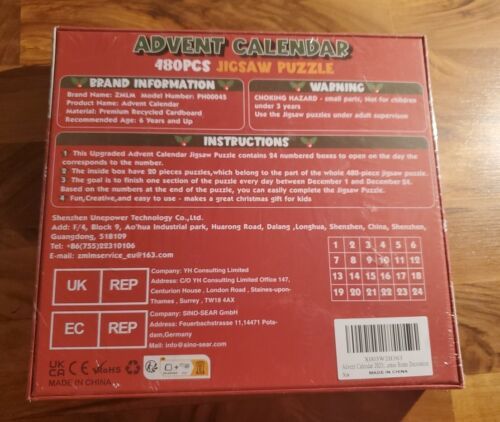 ADVENT CALENDAR
480PCS JIGSAW PUZZLE
BRAND INFORMATION
Brand Name: ZMLM Model Number: PH00045
Product Name: Advent Calendar
Material: Premium Recycled Cardboard
Recommended Age: 6 Years and Up
WARNING
CHOKING HAZARD - small parts, Not for children
under 3 years
Use the Jigsaw puzzles under adult supervison
INSTRUCTIONS
1 This Upgraded Advent Calendar Jigsaw Puzzle contains 24 numbered boxes to open on the day the
corresponds to the number.
2 The inside box have 20 pieces puzzles,which belong to the part of the whole 480-piece jigsaw puzzle.
3 The goal is to finish one section of the puzzle every day between December 1 and December 24.
Based on the numbers at the end of the puzzle, you can easily complete the Jigsaw Puzzle.
4 Fun,Creative,and easy to use - makes a great christmas gift for kids
Shenzhen Unepower Technology Co.,Ltd.
Add: F/4, Block 9, Ao'hua Industrial park, Huarong Road, Dalang ,Longhua, Shenzhen, China, Shenzhen,
Guangdong, 518109
Tel: +86(755)22310106
E-mail: zmlmservice_eu@163.com
1 2 3 4 5 6
7 8 9 10 11 12
13 14 15 16 17 18
19 20 21 22 23 24
UK REP
Company: YH Consulting Limited
Address: C/O YH Consulting Limited Office 147,
Centurion House , London Road , Staines-upon-
Thames , Surrey , TW18 4AX
EC REP
Company: SINO-SEAR GmbH
Address: Feuerbachstrasse 11,14471 Pots-
dam,Germany
Mail: info@sino-sear.com
UK CA CE RoHS
MADE IN CHINA
Advent Calendar 2023,
Home Decoration
New
MADE IN CHINA